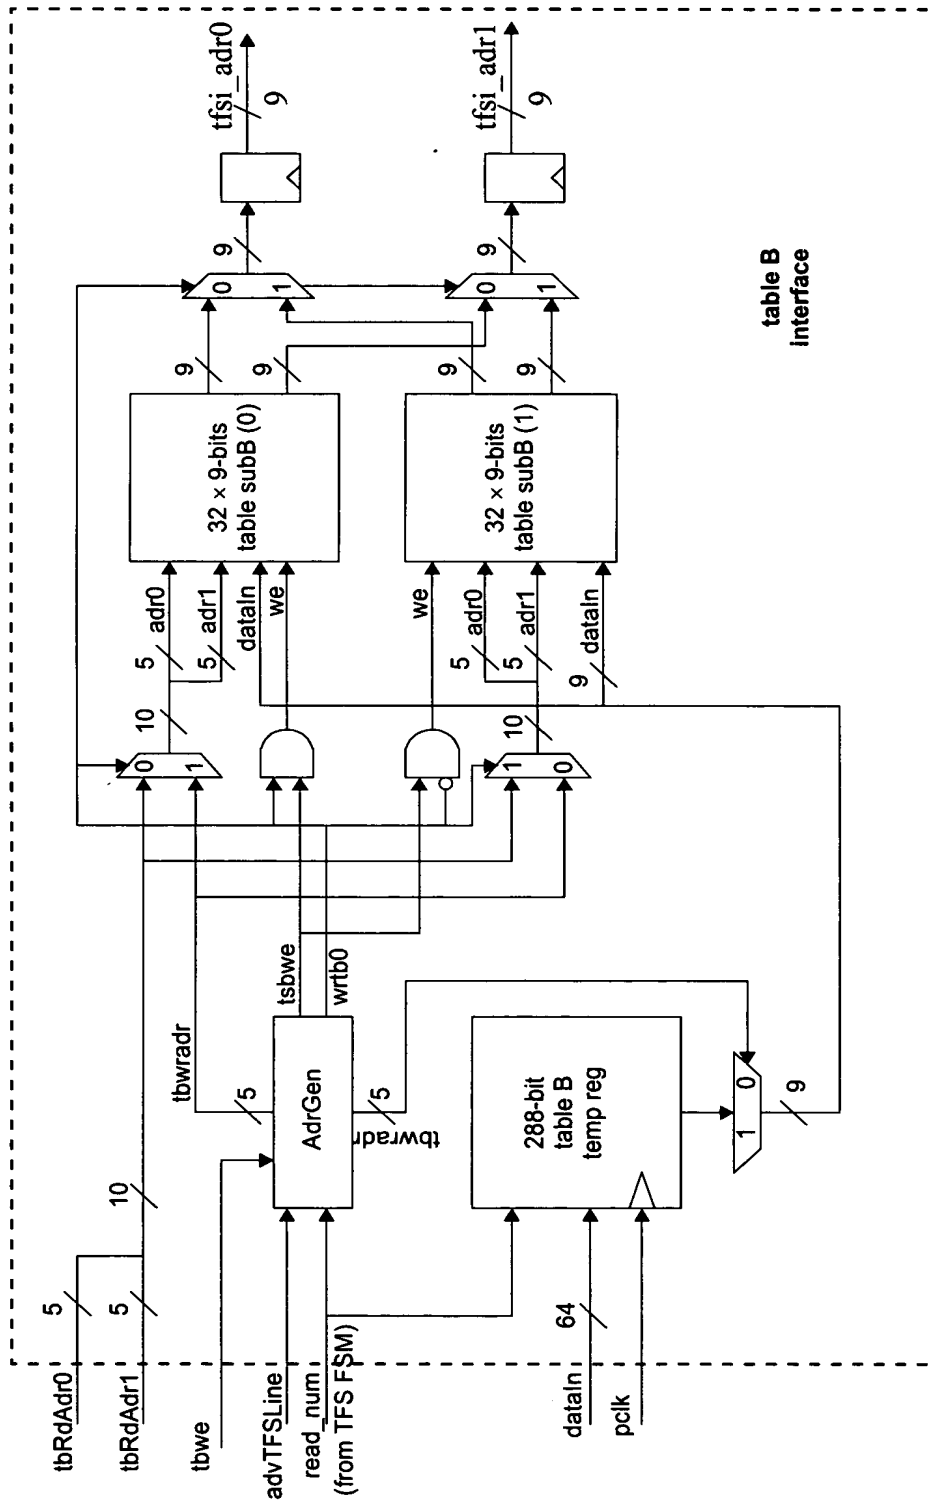 tbRdAdr0
5
tbRdAdr1
5
10
tbwe
advTFSLine
read_num
(from TFS FSM)
dataIn
64
pclk
tbwradr
5
AdrGen
tsbwe
wrtb0
5
tbwradr
288-bit
table B
temp reg
1
0
9
0
1
10
5
adr0
5
adr1
dataIn
we
32 × 9-bits
table subB (0)
9
9
0
1
9
tfsi_adr0
9
we
1
0
10
5
adr0
5
adr1
9
dataIn
32 × 9-bits
table subB (1)
9
9
0
1
9
tfsi_adr1
9
table B
interface